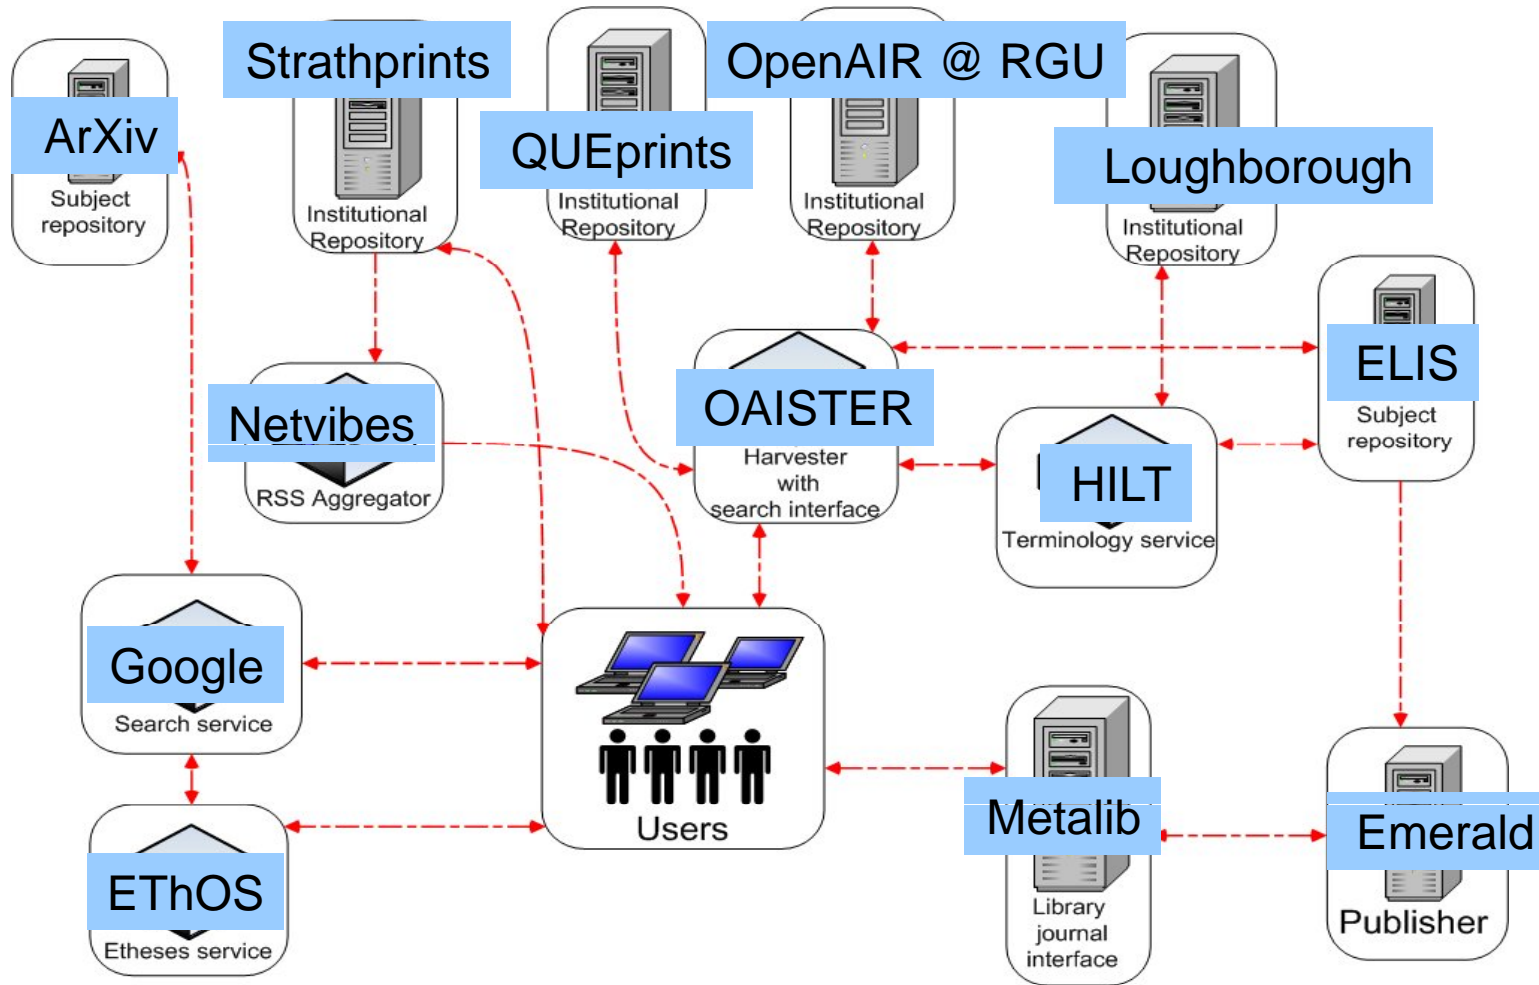 Strathprints
OpenAIR @ RGU
ArXiv
QUEprints
Loughborough
Subject
repository
Institutional
Repository
Institutional
Repository
Institutional
Repository
Institutional
Repository
Netvibes
RSS Aggregator
OAISTER
Harvester
with
search interface
HILT
Terminology service
ELIS
Subject
repository
Google
Search service
Users
EThOS
Etheses service
Metalib
Library
journal
interface
Emerald
Publisher